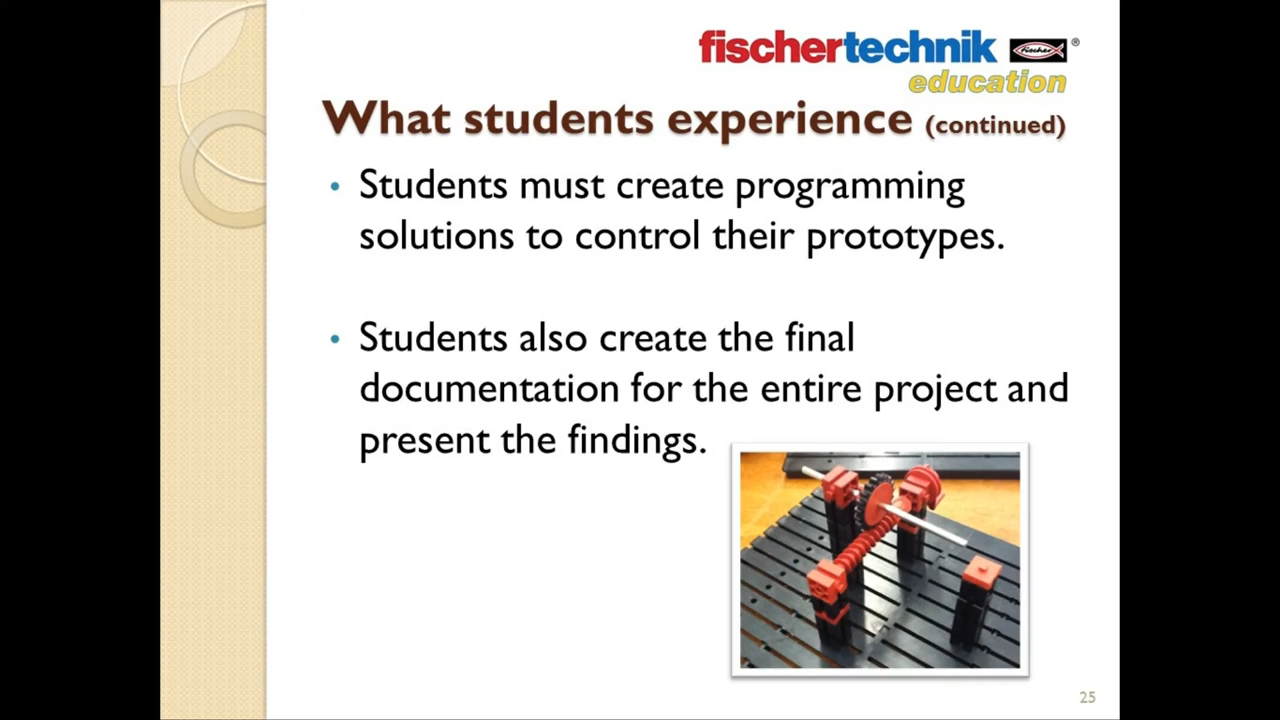 fischertechnik fischer ®
education
What students experience (continued)
• Students must create programming
solutions to control their prototypes.
• Students also create the final
documentation for the entire project and
present the findings.
25